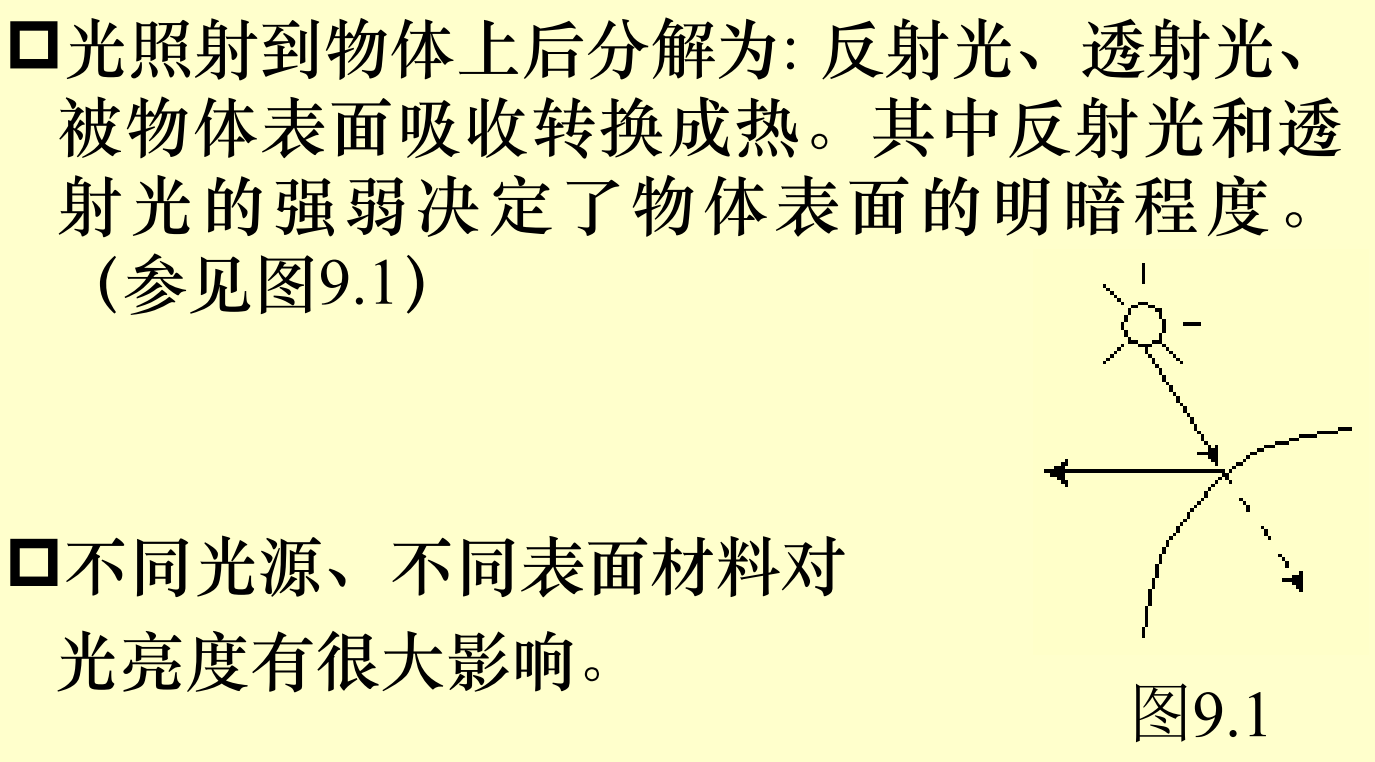 光照射到物体上后分解为: 反射光、透射光、
被物体表面吸收转换成热。其中反射光和透
射光的强弱决定了物体表面的明暗程度。
（参见图9.1）
不同光源、不同表面材料对
光亮度有很大影响。
图9.1